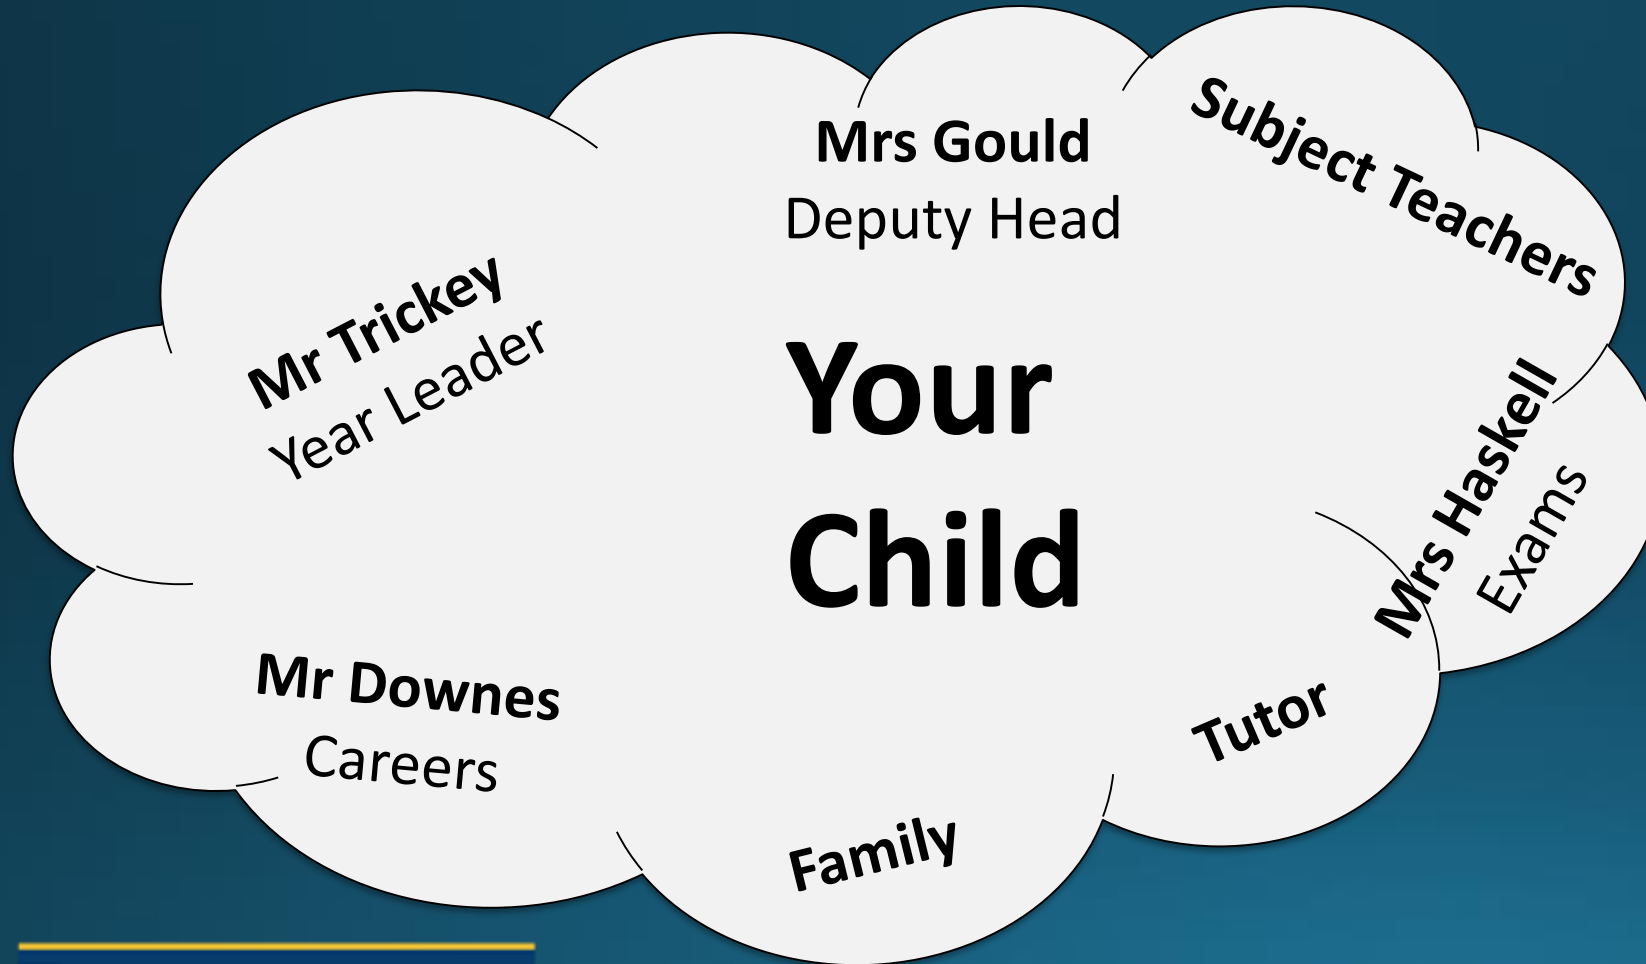 Mrs Gould
Deputy Head
Subject Teachers
Mr Trickey
Year Leader
Your
Child
Mrs Haskell
Exams
Mr Downes
Careers
Tutor
Family